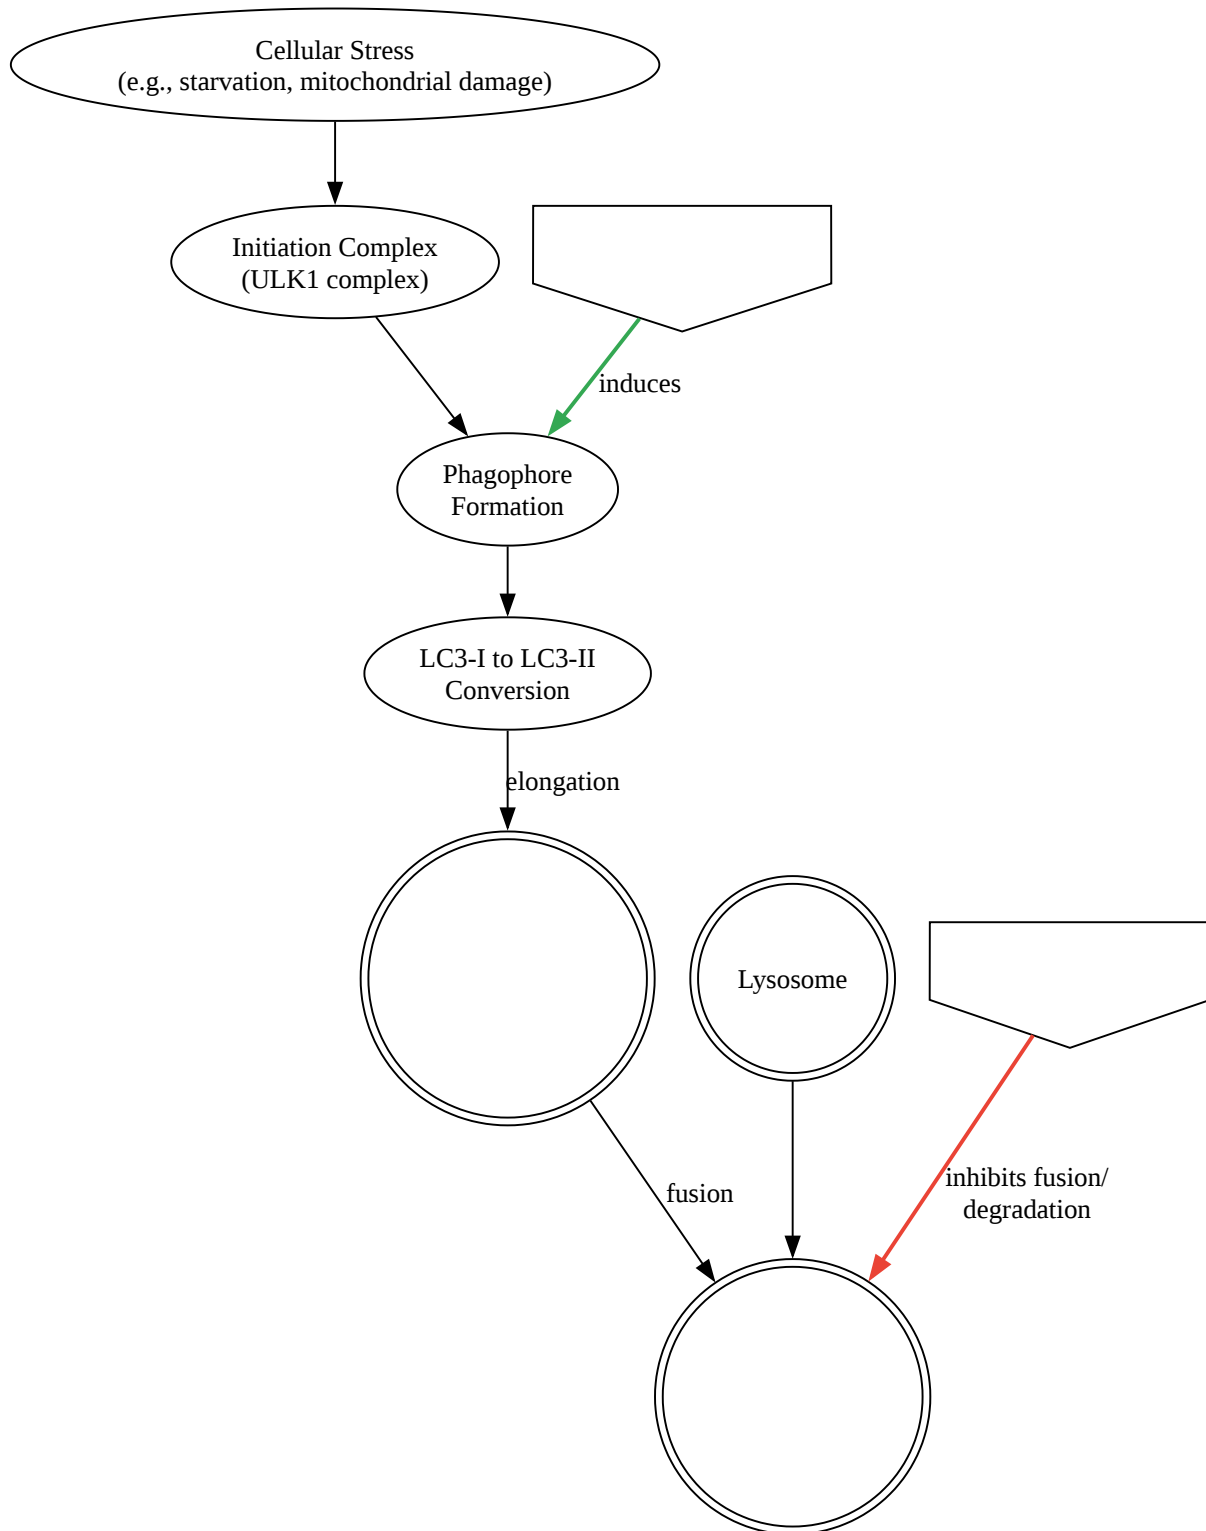 Cellular Stress
(e.g., starvation, mitochondrial damage)
Initiation Complex
(ULK1 complex)
induces
Phagophore
Formation
LC3-I to LC3-II
Conversion
elongation
Lysosome
fusion
inhibits fusion/
degradation